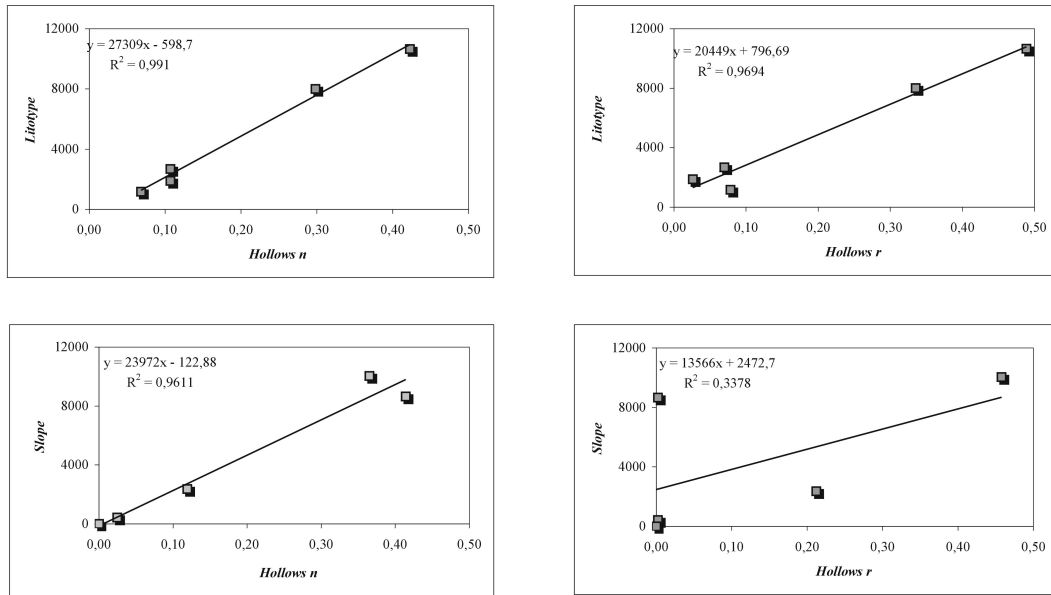 12000
y = 27309x - 598,7
R² = 0,991
8000
4000
0
Litotype
0,00 0,10 0,20 0,30 0,40 0,50
Hollows n
12000
y = 20449x + 796,69
R² = 0,9694
8000
4000
0
Litotype
0,00 0,10 0,20 0,30 0,40 0,50
Hollows r
12000
y = 23972x - 122,88
R² = 0,9611
8000
4000
0
Slope
0,00 0,10 0,20 0,30 0,40 0,50
Hollows n
12000
y = 13566x + 2472,7
R² = 0,3378
8000
4000
0
Slope
0,00 0,10 0,20 0,30 0,40 0,50
Hollows r